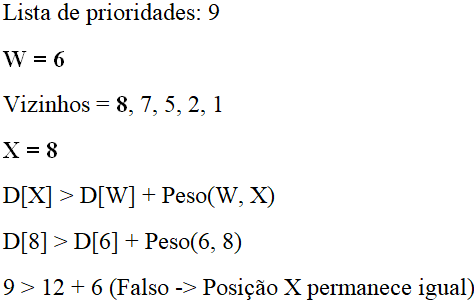 Lista de prioridades: 9
W = 6
Vizinhos = 8, 7, 5, 2, 1
X = 8
D[X] > D[W] + Peso(W, X)
D[8] > D[6] + Peso(6, 8)
9 > 12 + 6 (Falso -> Posição X permanece igual)